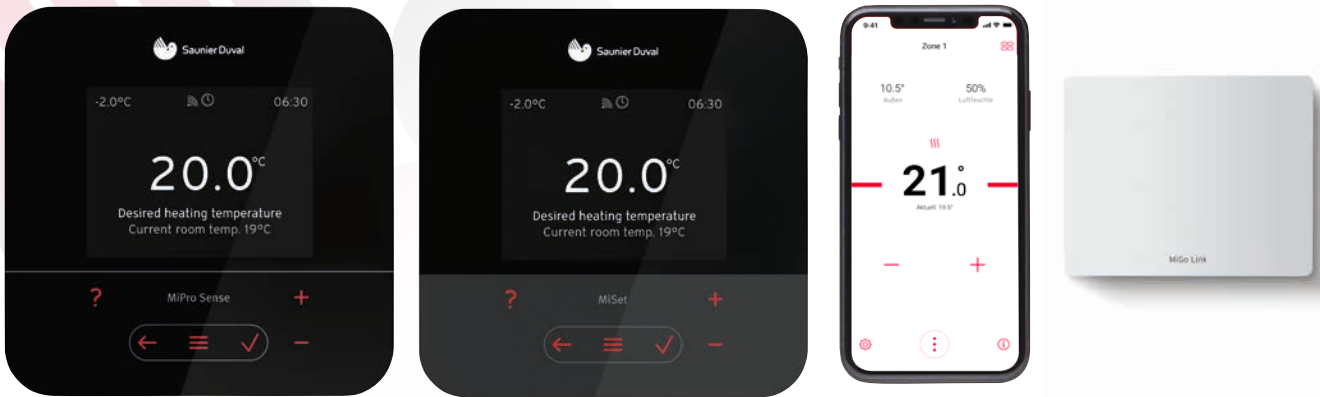 Saunier Duval
-2.0°C 06:30
20.0°C
Desired heating temperature
Current room temp. 19°C
? MiPro Sense +
−
Saunier Duval
-2.0°C 06:30
20.0°C
Desired heating temperature
Current room temp. 19°C
? MiSet +
−
9:41
Zone 1
10.5° 50%
Außen Luftfeuchte
21.0°
Aktuell 19.5°
− +
MiGo Link